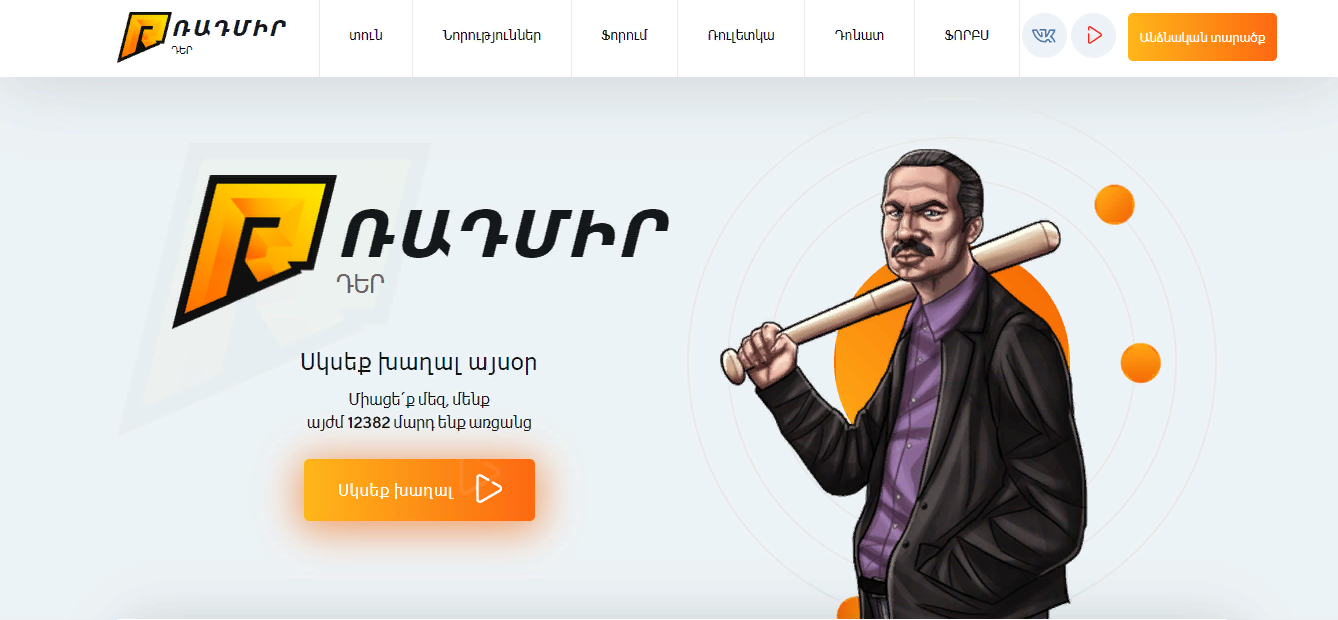 ՌԱԴՄԻՐ
ԴԵՐ
տուն
Նորություններ
Ֆորում
Ռուլետկա
Դոնատ
ՖՈՐԲՍ
Անձնական տարածք
ՌԱԴՄԻՐ
ԴԵՐ
Սկսեք խաղալ այսօր
Միացե՛ք մեզ, մենք
այժմ 12382 մարդ ենք առցանց
Սկսեք խաղալ